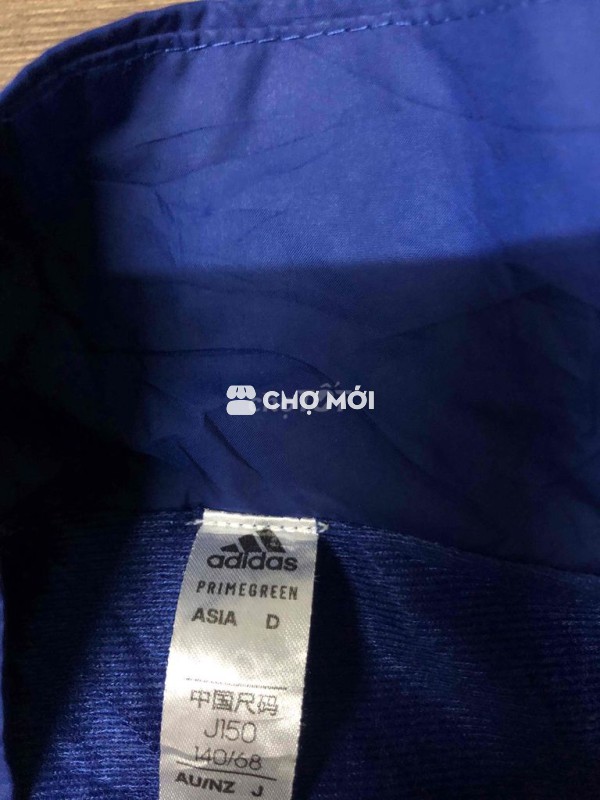 CHỢ MỚI
adidas
PRIMEGREEN
ASIA D
中国尺码
J150
140/68
AU/NZ J